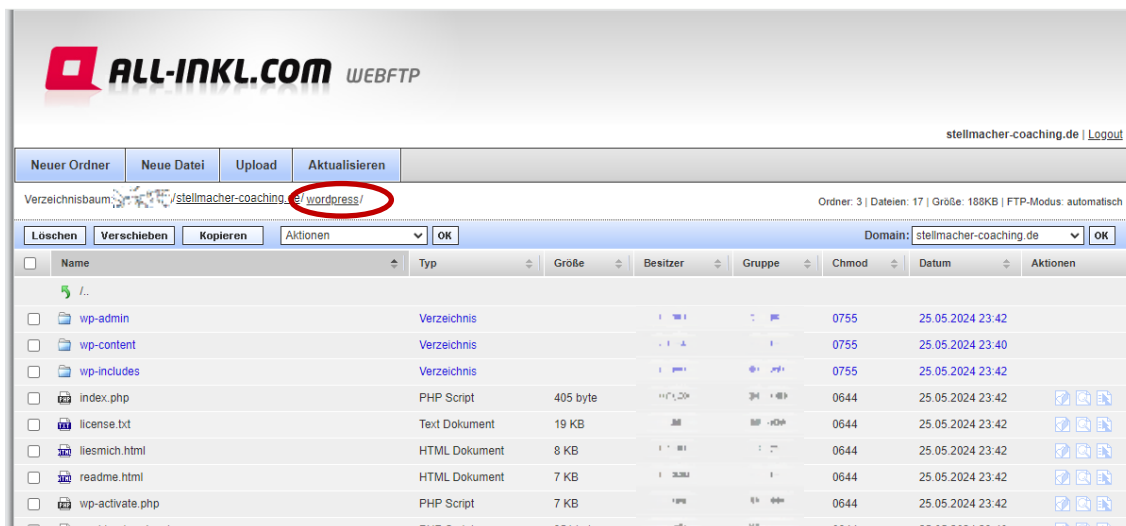 ALL-INKL.COM WEBFTP
stellmacher-coaching.de | Logout
Neuer Ordner Neue Datei Upload Aktualisieren
Verzeichnisbaum: /stellmacher-coaching.de/ wordpress/
Ordner: 3 | Dateien: 17 | Größe: 188KB | FTP-Modus: automatisch
Löschen Verschieben Kopieren Aktionen OK Domain: stellmacher-coaching.de OK
Name Typ Größe Besitzer Gruppe Chmod Datum Aktionen
/..
wp-admin Verzeichnis 0755 25.05.2024 23:42
wp-content Verzeichnis 0755 25.05.2024 23:40
wp-includes Verzeichnis 0755 25.05.2024 23:42
index.php PHP Script 405 byte 0644 25.05.2024 23:42
license.txt Text Dokument 19 KB 0644 25.05.2024 23:42
liesmich.html HTML Dokument 8 KB 0644 25.05.2024 23:42
readme.html HTML Dokument 7 KB 0644 25.05.2024 23:42
wp-activate.php PHP Script 7 KB 0644 25.05.2024 23:42